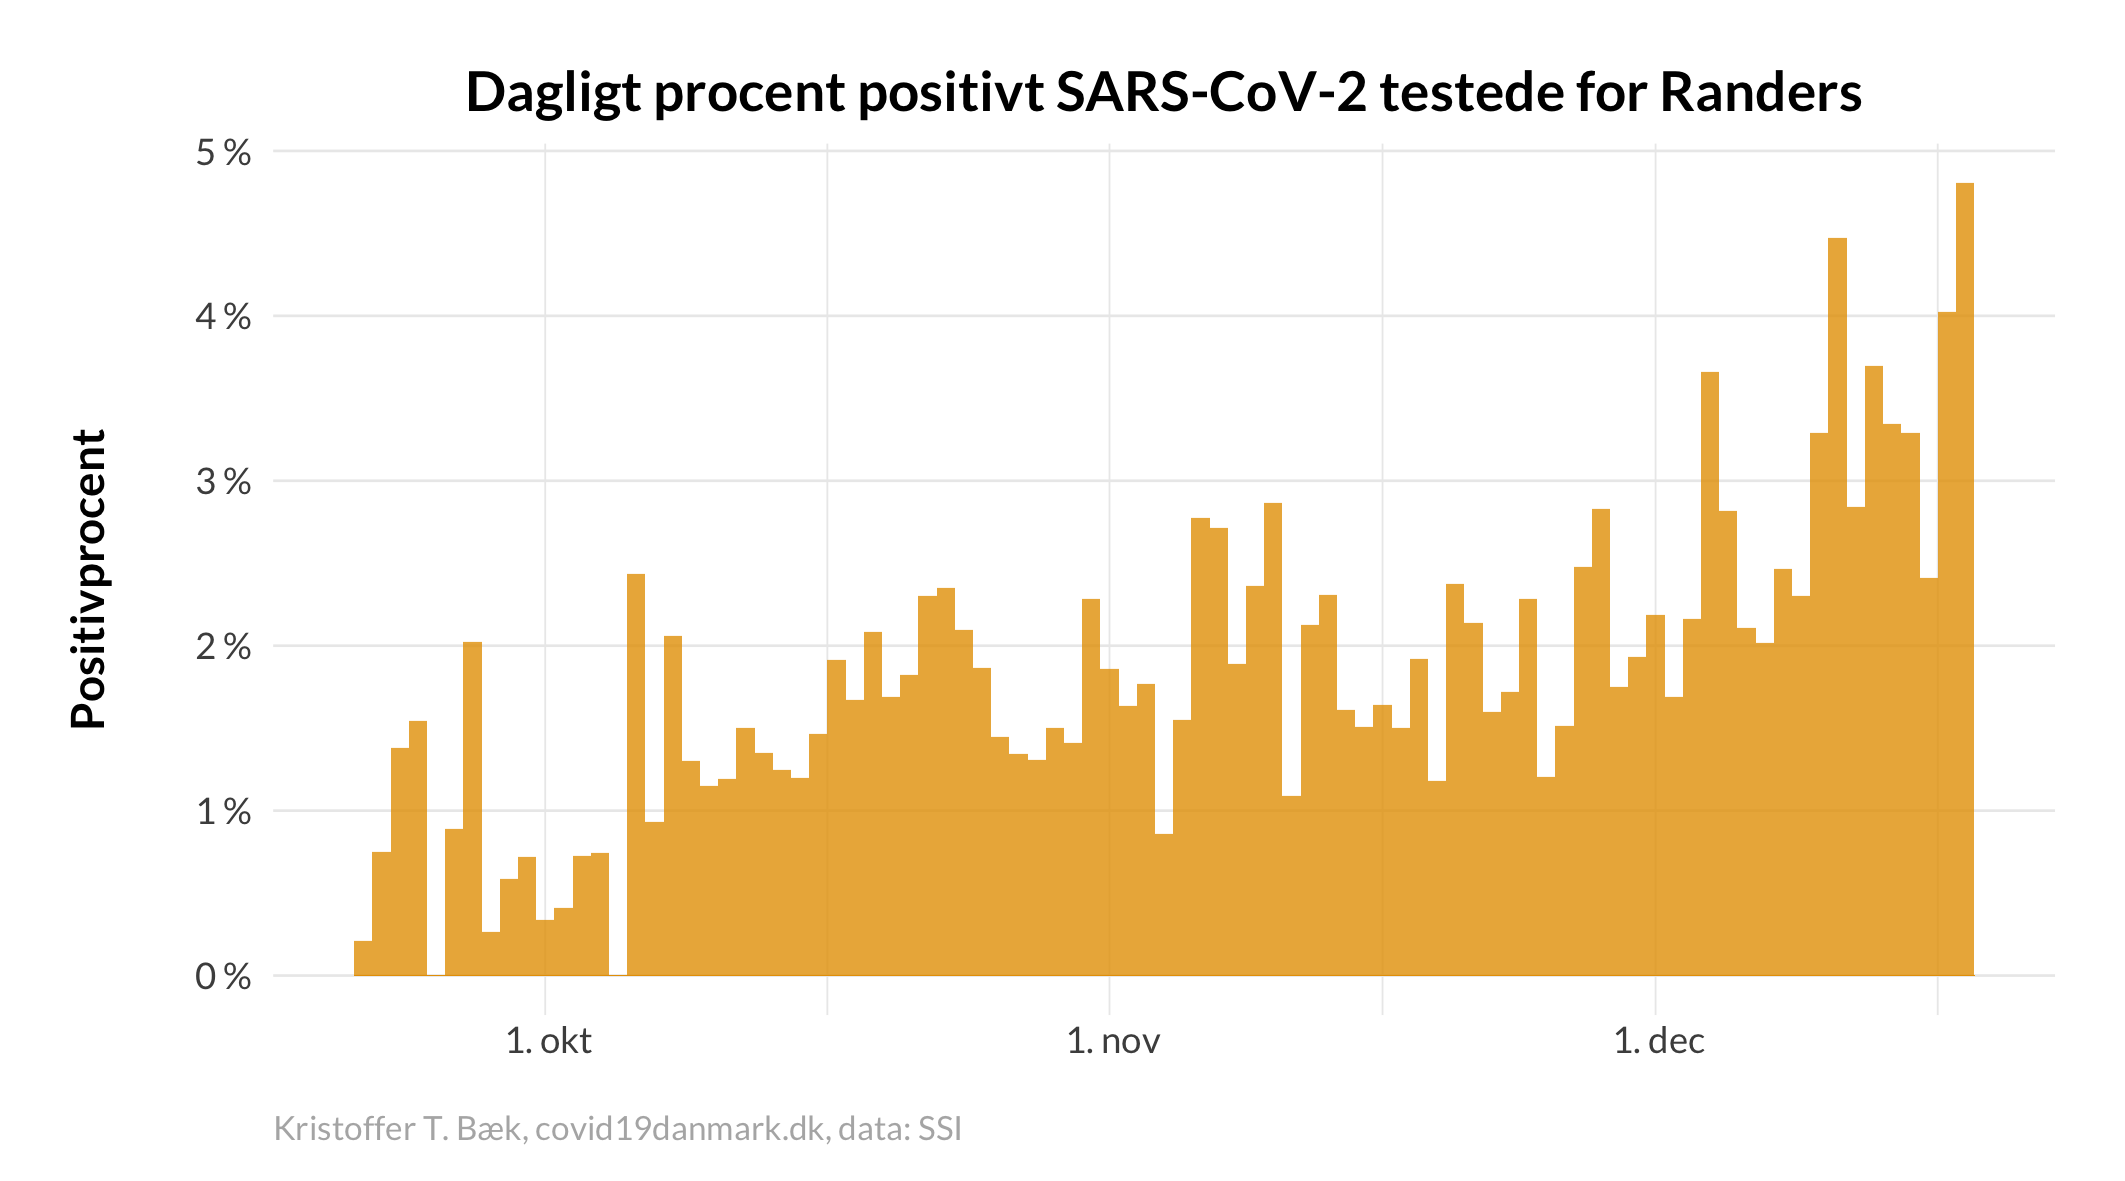 Dagligt procent positivt SARS-CoV-2 testede for Randers
5 %
4 %
3 %
2 %
1 %
0 %
Positivprocent
1. okt
1. nov
1. dec
Kristoffer T. Bæk, covid19danmark.dk, data: SSI